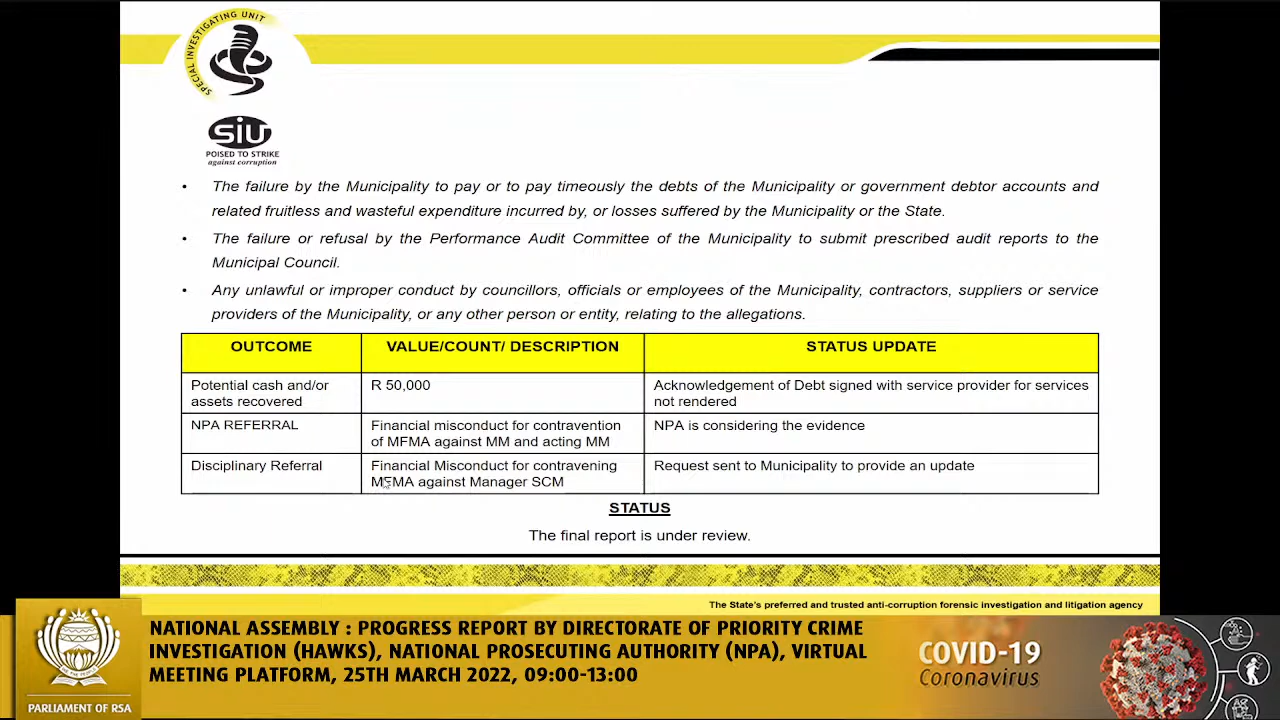 SPECIAL INVESTIGATING UNIT
SIU
POISED TO STRIKE
against corruption
• The failure by the Municipality to pay or to pay timeously the debts of the Municipality or government debtor accounts and
related fruitless and wasteful expenditure incurred by, or losses suffered by the Municipality or the State.
• The failure or refusal by the Performance Audit Committee of the Municipality to submit prescribed audit reports to the
Municipal Council.
• Any unlawful or improper conduct by councillors, officials or employees of the Municipality, contractors, suppliers or service
providers of the Municipality, or any other person or entity, relating to the allegations.
OUTCOME VALUE/COUNT/ DESCRIPTION STATUS UPDATE
Potential cash and/or R 50,000 Acknowledgement of Debt signed with service provider for services
assets recovered not rendered
NPA REFERRAL Financial misconduct for contravention NPA is considering the evidence
of MFMA against MM and acting MM
Disciplinary Referral Financial Misconduct for contravening Request sent to Municipality to provide an update
MFMA against Manager SCM
STATUS
The final report is under review.
The State's preferred and trusted anti-corruption forensic investigation and litigation agency
NATIONAL ASSEMBLY : PROGRESS REPORT BY DIRECTORATE OF PRIORITY CRIME
INVESTIGATION (HAWKS), NATIONAL PROSECUTING AUTHORITY (NPA), VIRTUAL
MEETING PLATFORM, 25TH MARCH 2022, 09:00-13:00
PARLIAMENT OF RSA
COVID-19
Coronavirus